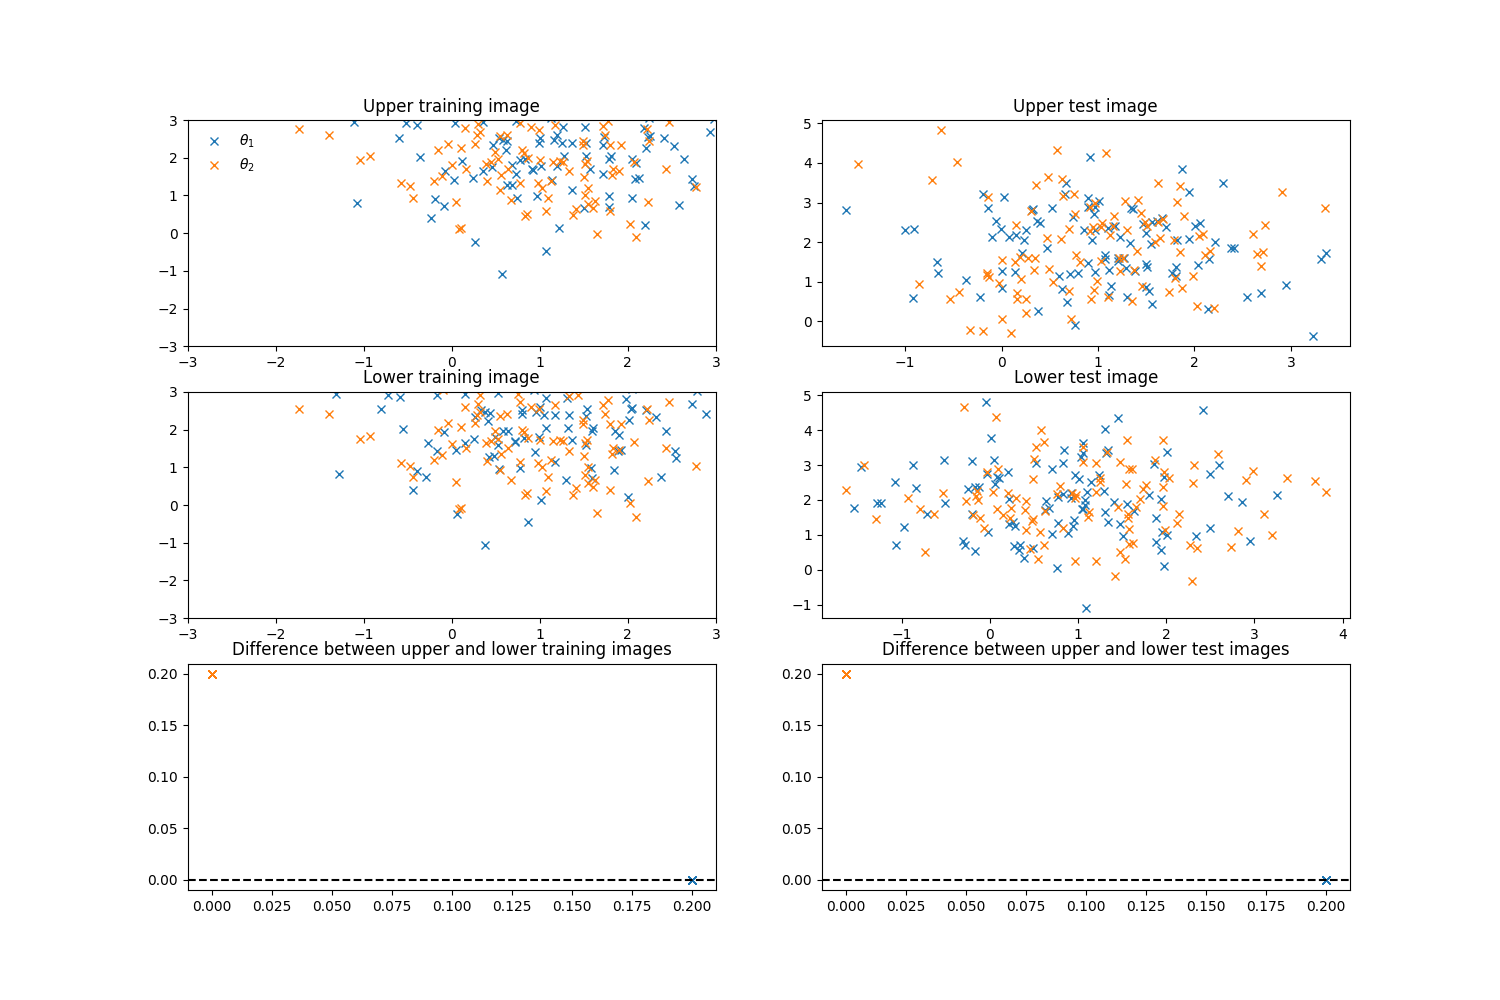 Upper training image
3
2
1
0
−1
−2
−3
−3 −2 −1 0 1 2 3
θ1
θ2
Upper test image
5
4
3
2
1
0
−1 0 1 2 3
Lower training image
3
2
1
0
−1
−2
−3
−3 −2 −1 0 1 2 3
Lower test image
5
4
3
2
1
0
−1
−1 0 1 2 3 4
Difference between upper and lower training images
0.20
0.15
0.10
0.05
0.00
0.000 0.025 0.050 0.075 0.100 0.125 0.150 0.175 0.200
Difference between upper and lower test images
0.20
0.15
0.10
0.05
0.00
0.000 0.025 0.050 0.075 0.100 0.125 0.150 0.175 0.200